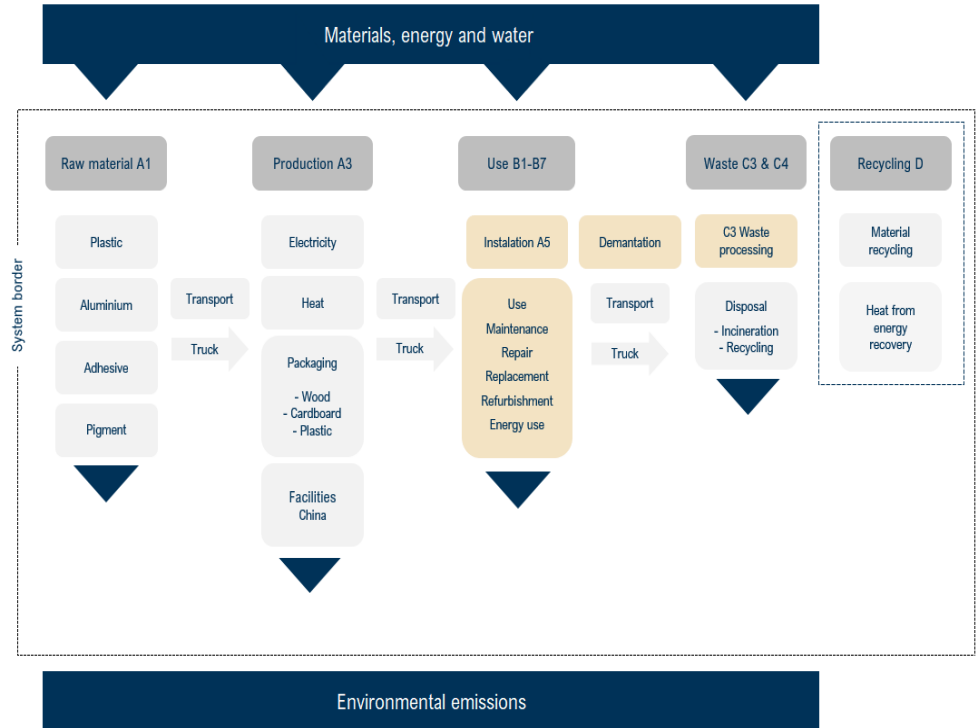 Materials, energy and water
System border
Raw material A1
Plastic
Aluminium
Adhesive
Pigment
Transport
Truck
Production A3
Electricity
Heat
Packaging
- Wood
- Cardboard
- Plastic
Facilities
China
Transport
Truck
Use B1-B7
Instalation A5
Use
Maintenance
Repair
Replacement
Refurbishment
Energy use
Demantation
Transport
Truck
Waste C3 & C4
C3 Waste
processing
Disposal
- Incineration
- Recycling
Recycling D
Material
recycling
Heat from
energy
recovery
Environmental emissions